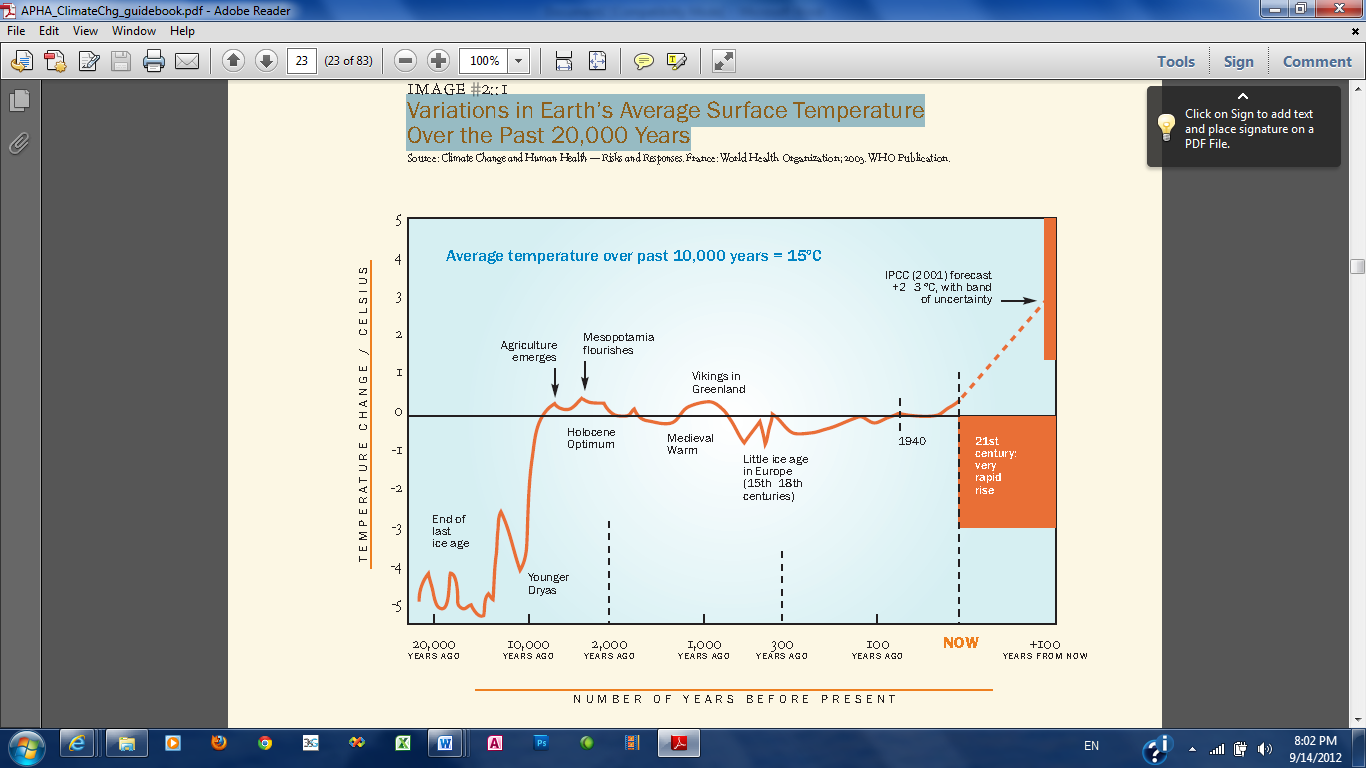 APHA_ClimateChg_guidebook.pdf - Adobe Reader
File Edit View Window Help
23 (23 of 83) 100% Tools Sign Comment
IMAGE #2::1
Variations in Earth's Average Surface Temperature
Over the Past 20,000 Years
Source: Climate Change and Human Health — Risks and Responses. France: World Health Organization; 2003. WHO Publication.
Click on Sign to add text
and place signature on a
PDF File.
5
4
3
2
1
0
-1
-2
-3
-4
-5
TEMPERATURE CHANGE / CELSIUS
Average temperature over past 10,000 years = 15°C
IPCC (2001) forecast
+2 3 °C, with band
of uncertainty
Agriculture
emerges
Mesopotamia
flourishes
Vikings in
Greenland
Holocene
Optimum
Medieval
Warm
Little ice age
in Europe
(15th 18th
centuries)
1940
21st
century:
very
rapid
rise
End of
last
ice age
Younger
Dryas
20,000 10,000 2,000 1,000 300 100 NOW +100
YEARS AGO YEARS AGO YEARS AGO YEARS AGO YEARS AGO YEARS AGO YEARS FROM NOW
NUMBER OF YEARS BEFORE PRESENT
EN
8:02 PM
9/14/2012